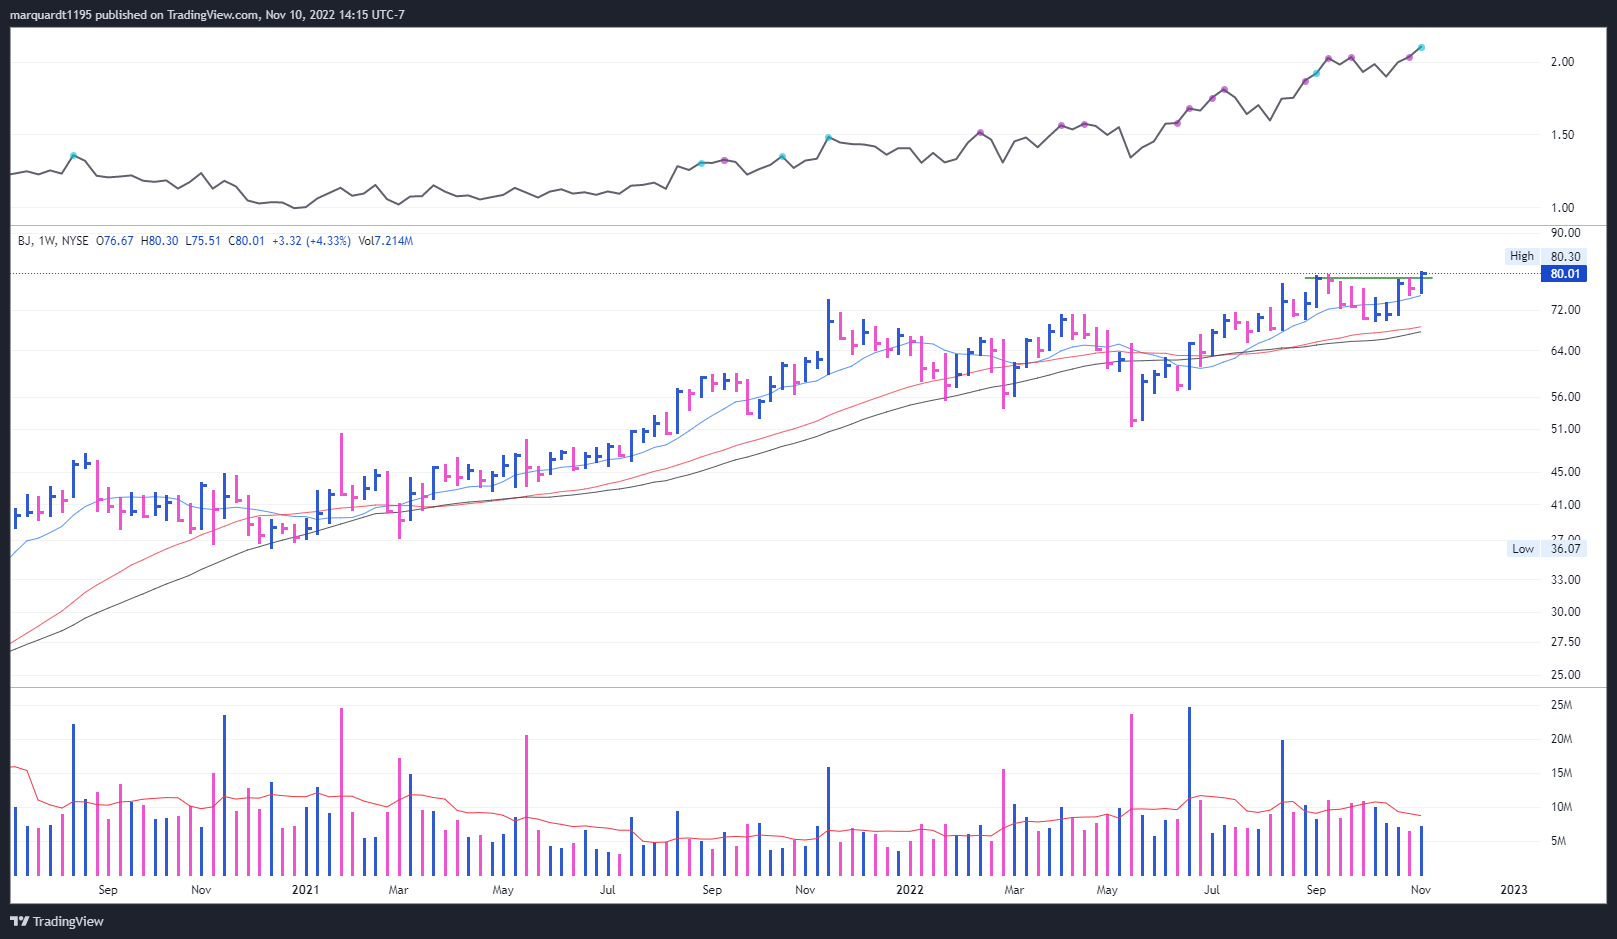 marquardt1195 published on TradingView.com, Nov 10, 2022 14:15 UTC-7
2.00
1.50
1.00
BJ, 1W, NYSE O76.67 H80.30 L75.51 C80.01 +3.32 (+4.33%) Vol7.214M
90.00
High 80.30
80.01
72.00
64.00
56.00
51.00
45.00
41.00
37.00
Low 36.07
33.00
30.00
27.50
25.00
25M
20M
15M
10M
5M
Sep Nov 2021 Mar May Jul Sep Nov 2022 Mar May Jul Sep Nov 2023
TradingView